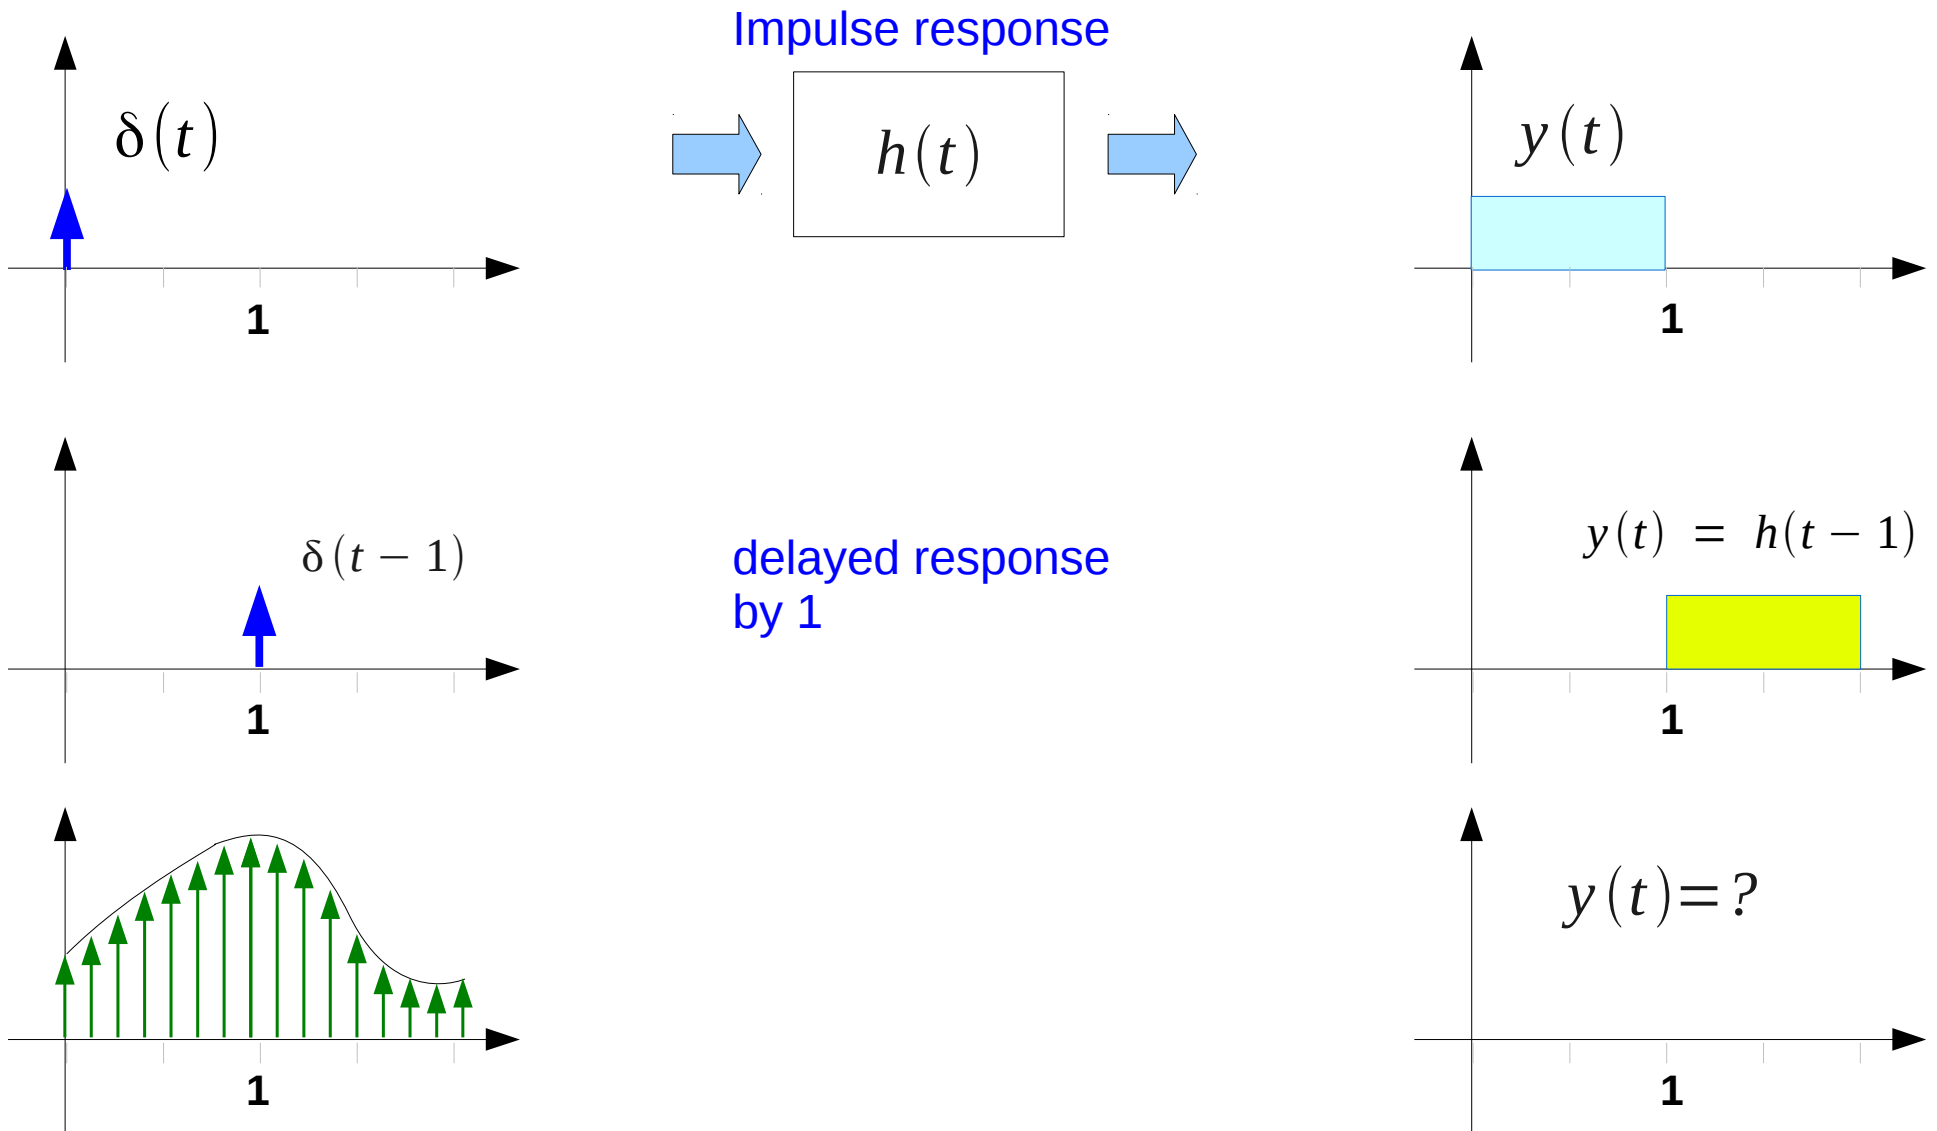 Impulse response
δ(t)
h(t)
y(t)
1
1
δ(t − 1)
delayed response
by 1
y(t) = h(t − 1)
1
1
y(t)=?
1
1